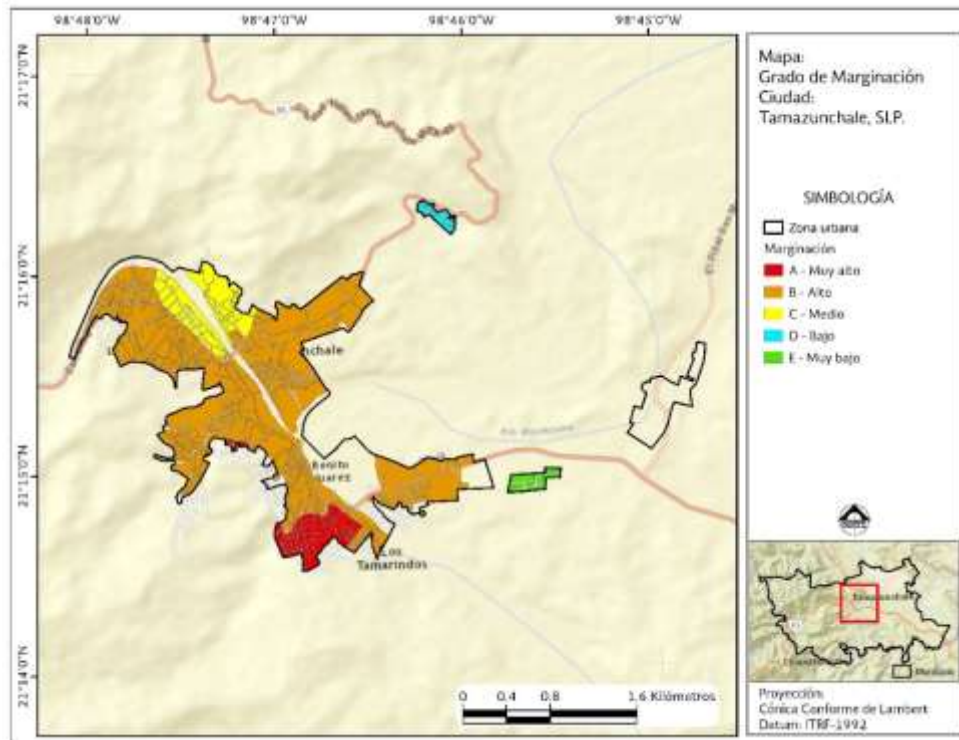 98°48'0"W
98°47'0"W
98°46'0"W
98°45'0"W
21°17'0"N
21°16'0"N
21°15'0"N
21°14'0"N
Benito
Juarez
Los
Tamarindos
0 0.4 0.8 1.6 Kilómetros
Mapa:
Grado de Marginación
Ciudad:
Tamazunchale, SLP.
SIMBOLOGÍA
Zona urbana
Marginación
A - Muy alto
B - Alto
C - Medio
D - Bajo
E - Muy bajo
Tamazunchale
Proyección:
Cónica Conforme de Lambert
Datum: ITRF-1992